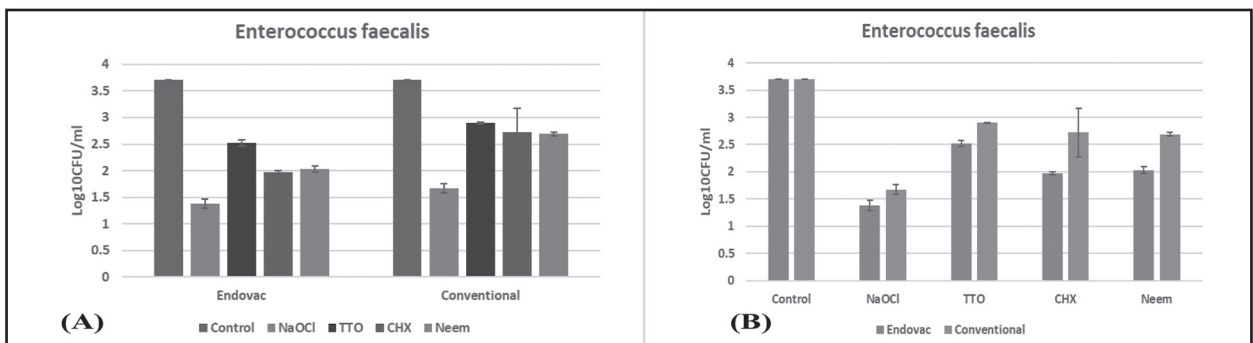 Enterococcus faecalis
Log10CFU/ml
4
3.5
3
2.5
2
1.5
1
0.5
0
Endovac Conventional
Control NaOCl TTO CHX Neem
(A)
Enterococcus faecalis
Log10CFU/ml
4
3.5
3
2.5
2
1.5
1
0.5
0
Control NaOCl TTO CHX Neem
Endovac Conventional
(B)